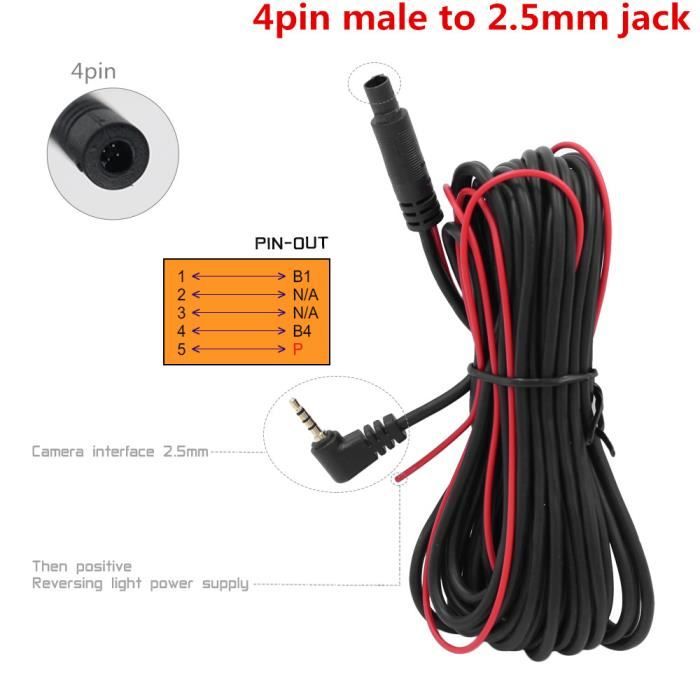 4pin male to 2.5mm jack
4pin
PIN-OUT
1 B1
2 N/A
3 N/A
4 B4
5 P
Camera interface 2.5mm
Then positive
Reversing light power supply